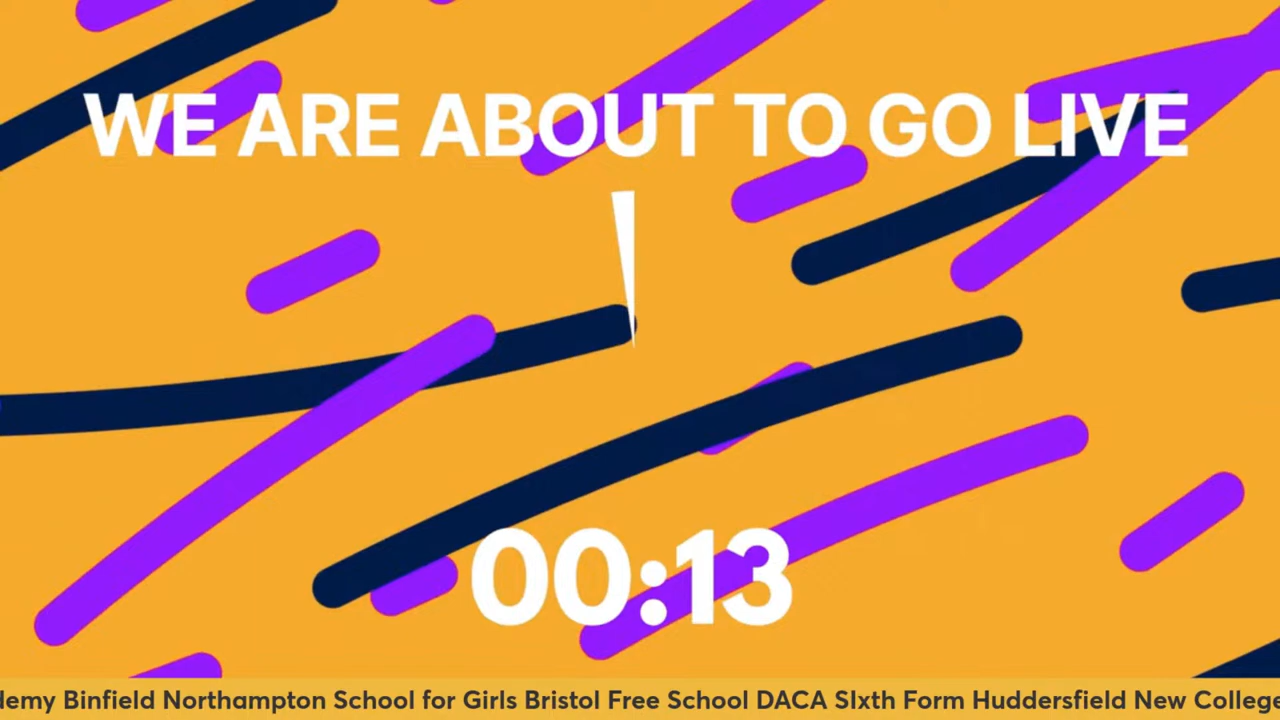 WE ARE ABOUT TO GO LIVE
00:13
demy Binfield Northampton School for Girls Bristol Free School DACA SIxth Form Huddersfield New College